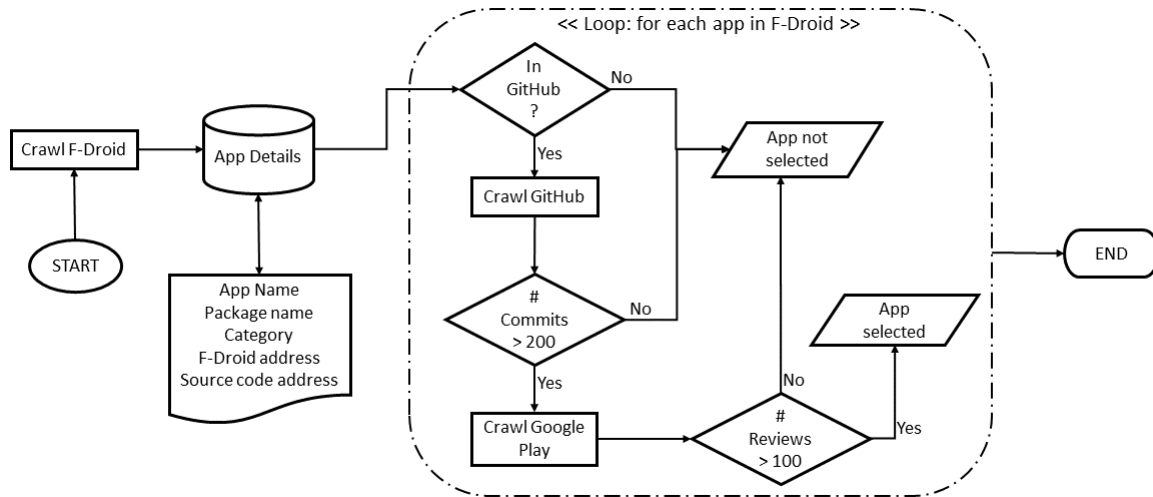 << Loop: for each app in F-Droid >>
In
GitHub
?
No
Yes
Crawl F-Droid
App Details
App not
selected
Crawl GitHub
START
END
App Name
Package name
Category
F-Droid address
Source code address
#
Commits
> 200
No
Yes
App
selected
Crawl Google
Play
No
#
Reviews
> 100
Yes